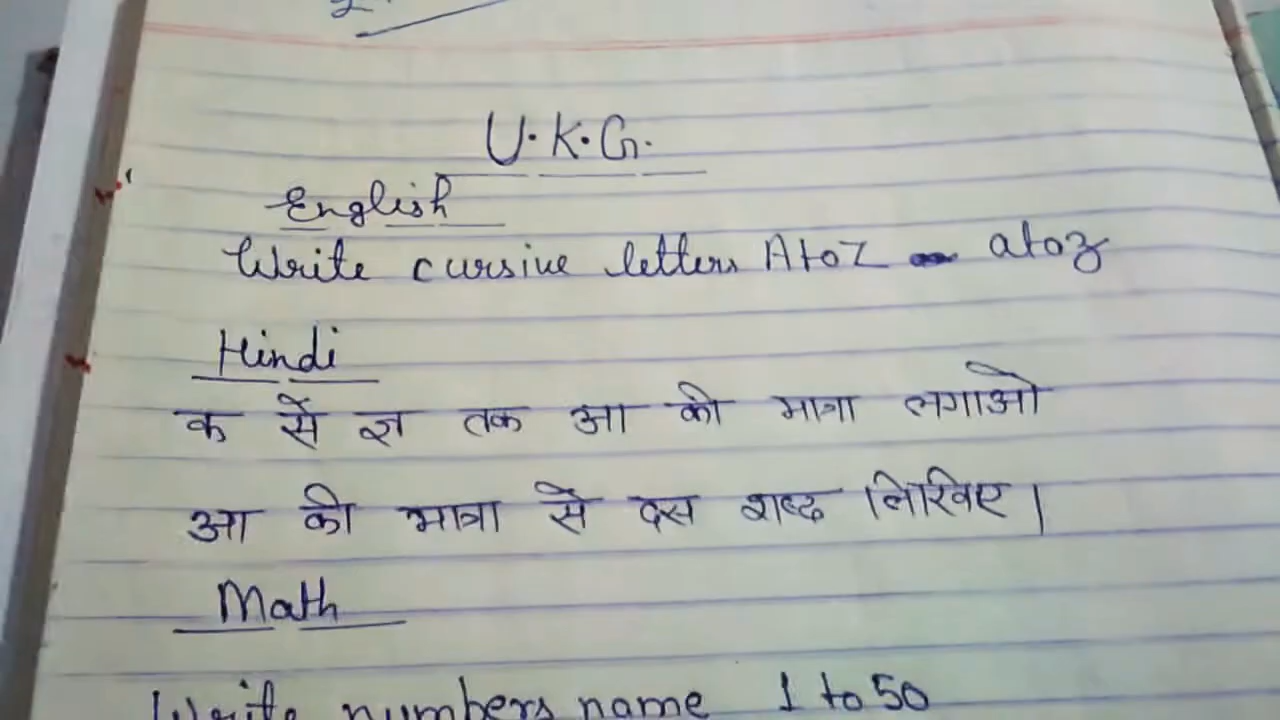 U.K.G.
English
Write cursive letters A to Z - a to z
Hindi
क सें ज्ञ तक आ की मात्रा लगाओ
आ की मात्रा से दस शब्द लिखिए।
Math
Write numbers name 1 to 50